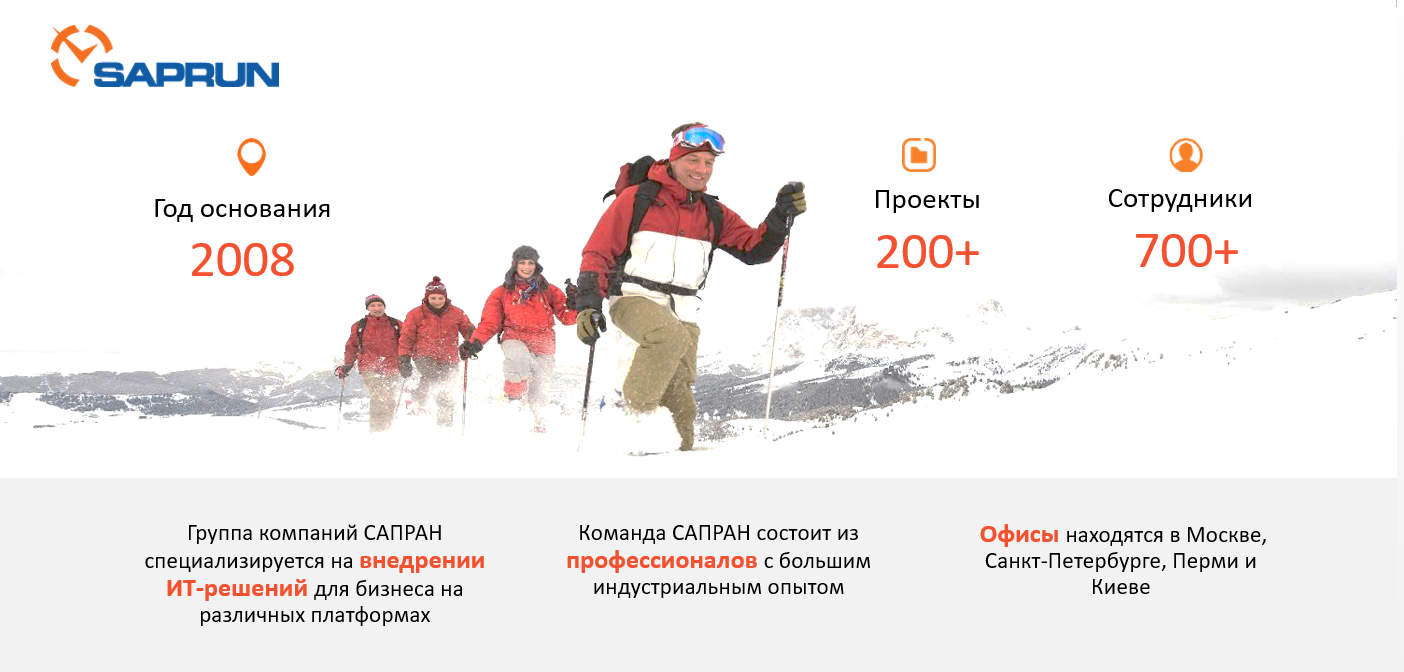 SAPRUN
Год основания
2008
Проекты
200+
Сотрудники
700+
Группа компаний САПРАН
специализируется на внедрении
ИТ-решений для бизнеса на
различных платформах
Команда САПРАН состоит из
профессионалов с большим
индустриальным опытом
Офисы находятся в Москве,
Санкт-Петербурге, Перми и
Киеве